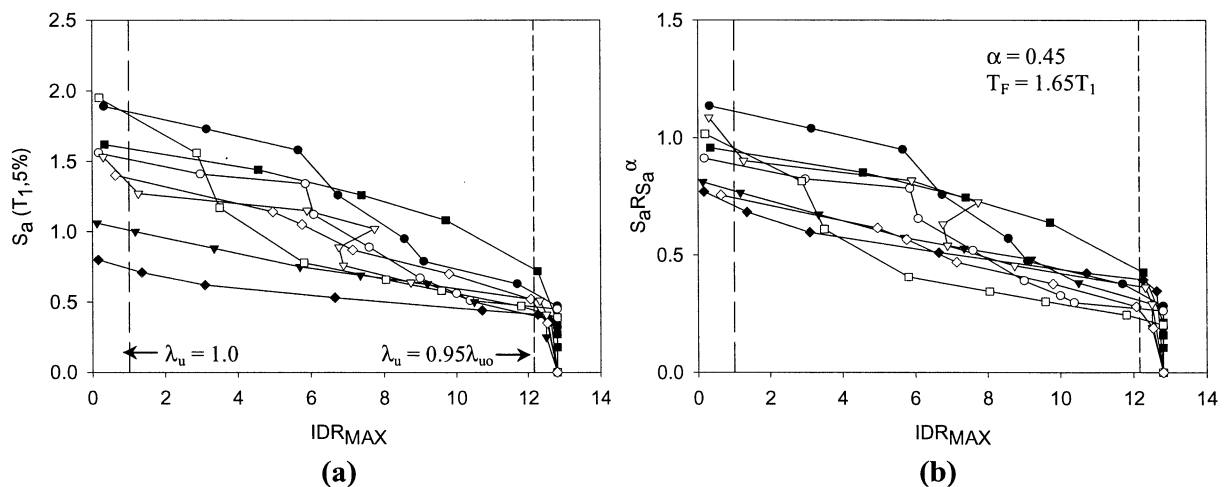 2.5
2.0
1.5
1.0
0.5
0.0
Sa (T1,5%)
λu = 1.0
λu = 0.95λuo
0 2 4 6 8 10 12 14
IDRMAX
(a)
1.5
1.0
0.5
0.0
SaRSa^α
α = 0.45
TF = 1.65T1
0 2 4 6 8 10 12 14
IDRMAX
(b)